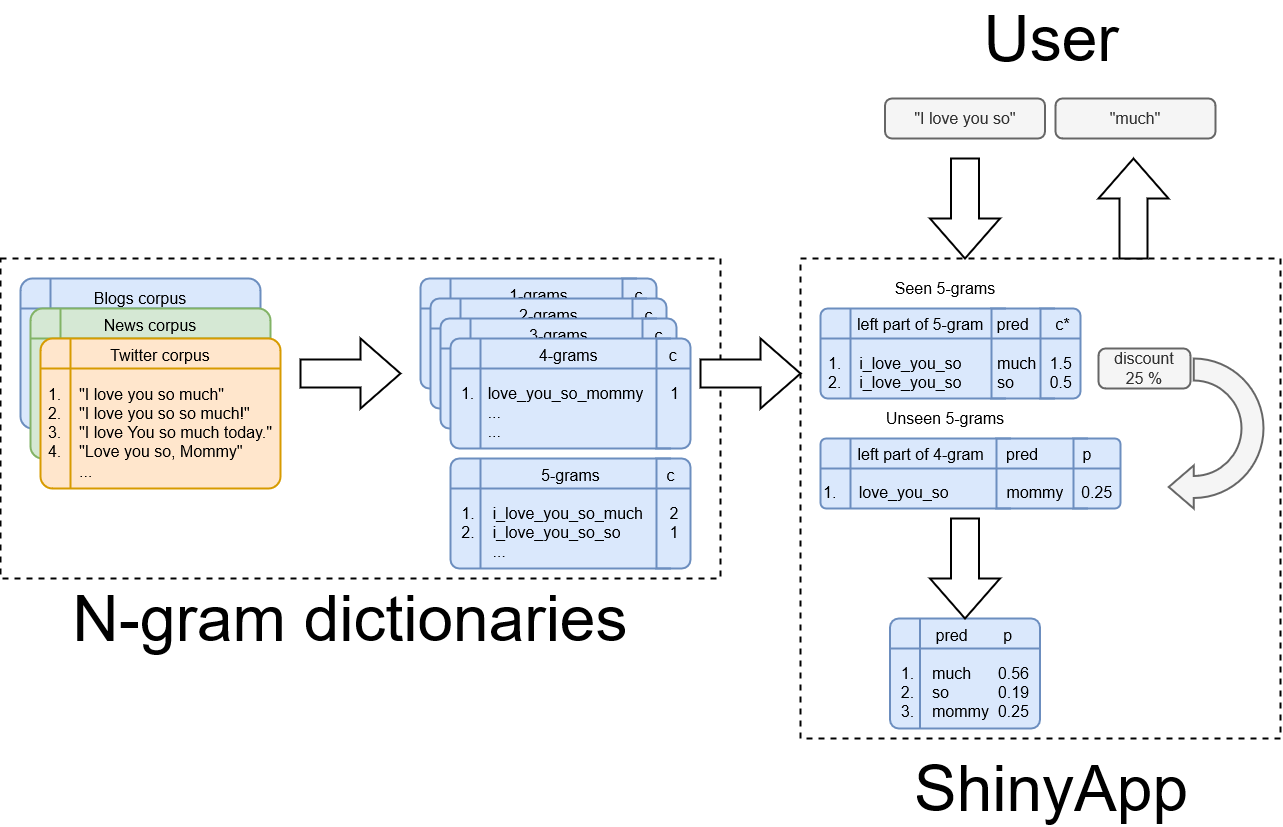 User
"I love you so"
"much"
Blogs corpus
News corpus
Twitter corpus
1. "I love you so much"
2. "I love you so so much!"
3. "I love You so much today."
4. "Love you so, Mommy"
...
1-grams c
2-grams c
3-grams c
4-grams c
1. love_you_so_mommy 1
...
...
5-grams c
1. i_love_you_so_much 2
2. i_love_you_so_so 1
...
N-gram dictionaries
Seen 5-grams
left part of 5-gram pred c*
1. i_love_you_so much 1.5
2. i_love_you_so so 0.5
discount
25 %
Unseen 5-grams
left part of 4-gram pred p
1. love_you_so mommy 0.25
pred p
1. much 0.56
2. so 0.19
3. mommy 0.25
ShinyApp